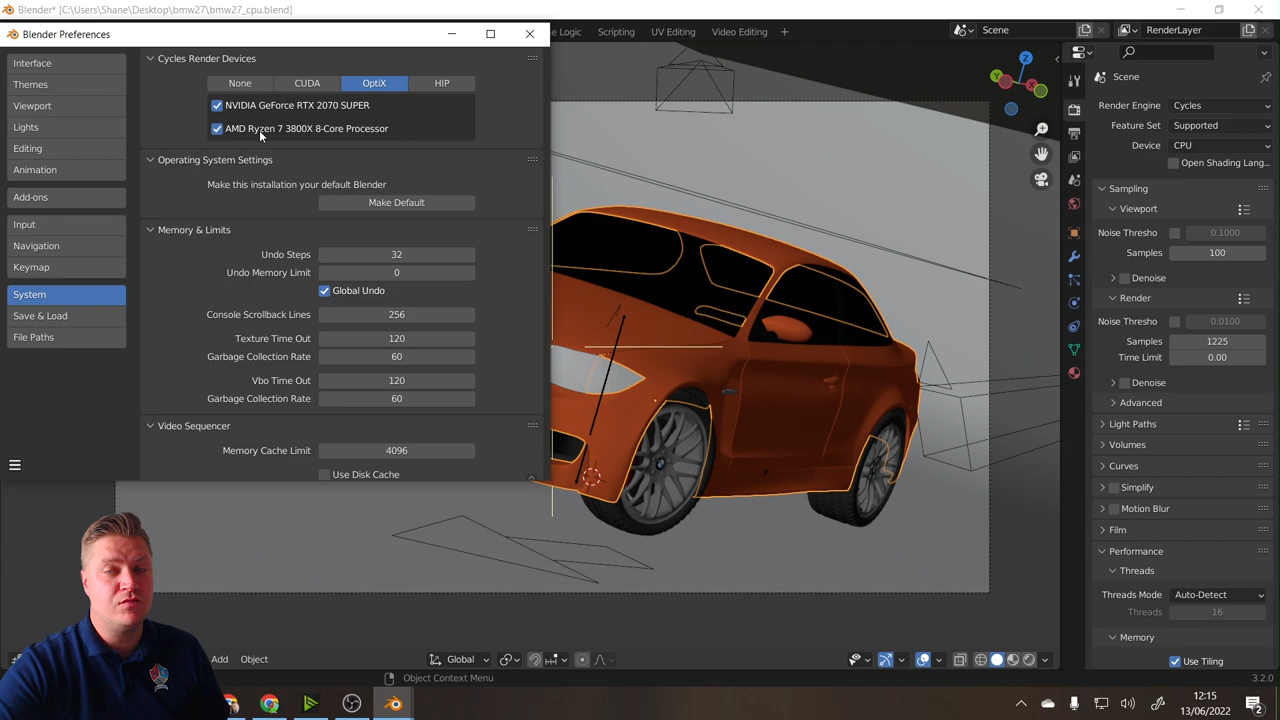 Blender* [C:\Users\Shane\Desktop\bmw27\bmw27_cpu.blend]
Blender Preferences
e Logic
Scripting
UV Editing
Video Editing
Scene
RenderLayer
Interface
Themes
Viewport
Lights
Editing
Animation
Add-ons
Input
Navigation
Keymap
System
Save & Load
File Paths
Cycles Render Devices
None
CUDA
OptiX
HIP
NVIDIA GeForce RTX 2070 SUPER
AMD Ryzen 7 3800X 8-Core Processor
Operating System Settings
Make this installation your default Blender
Make Default
Memory & Limits
Undo Steps 32
Undo Memory Limit 0
Global Undo
Console Scrollback Lines 256
Texture Time Out 120
Garbage Collection Rate 60
Vbo Time Out 120
Garbage Collection Rate 60
Video Sequencer
Memory Cache Limit 4096
Use Disk Cache
Z
Y
X
Scene
Render Engine Cycles
Feature Set Supported
Device CPU
Open Shading Lang...
Sampling
Viewport
Noise Thresho 0.1000
Samples 100
Denoise
Render
Noise Thresho 0.0100
Samples 1225
Time Limit 0.00
Denoise
Advanced
Light Paths
Volumes
Curves
Simplify
Motion Blur
Film
Performance
Threads
Threads Mode Auto-Detect
Threads 16
Memory
Use Tiling
Add
Object
Global
Object Context Menu
3.2.0
12:15
13/06/2022
2